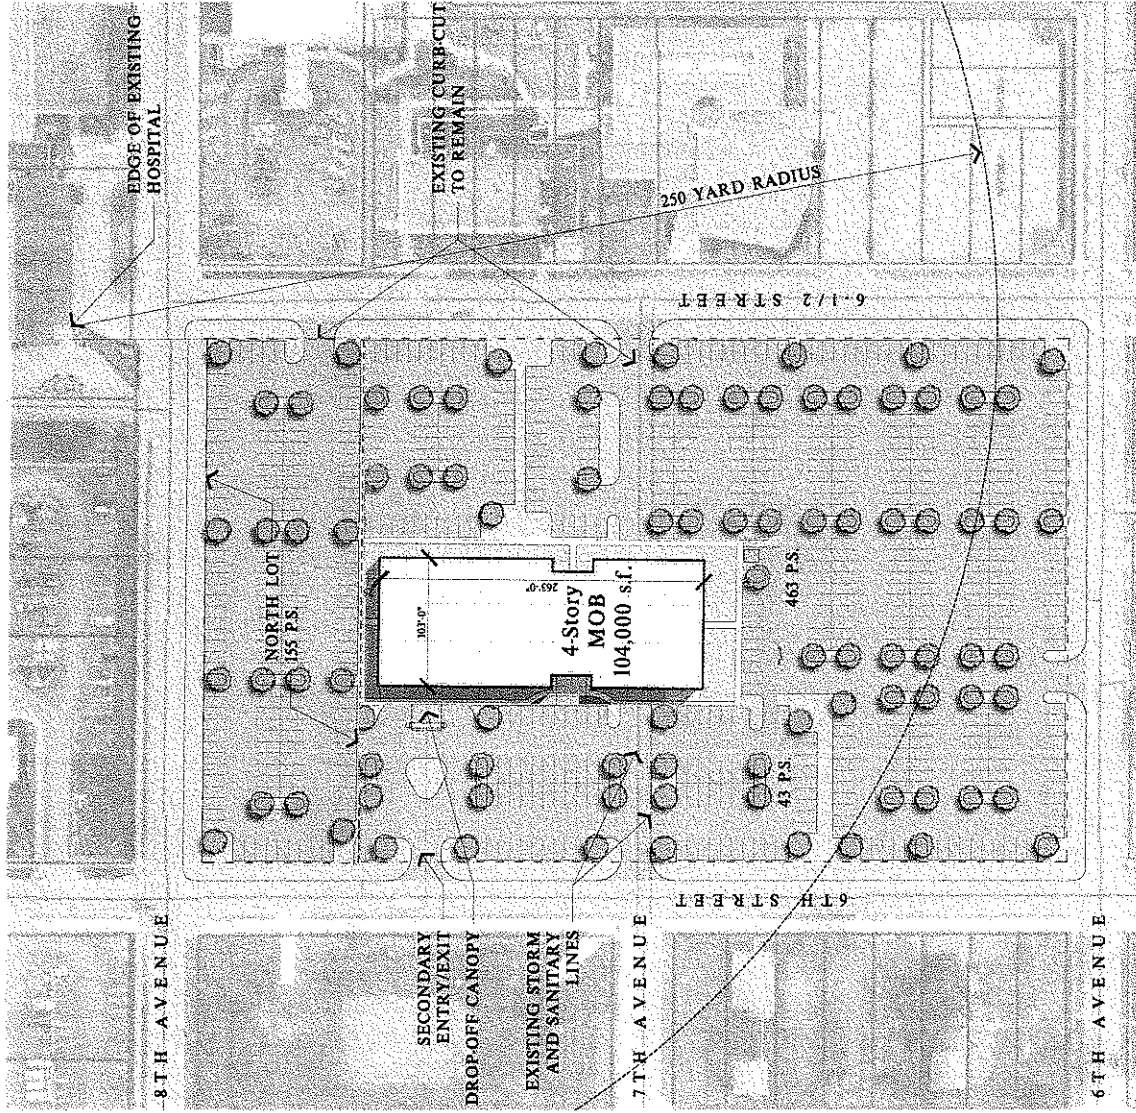 EDGE OF EXISTING
HOSPITAL
EXISTING CURB-CUT
TO REMAIN
250 YARD RADIUS
6-1/2 STREET
NORTH LOT
155 P.S.
263'-0"
103'-0"
4-Story
MOB
104,000 s.f.
463 P.S.
43 P.S.
6TH STREET
8TH AVENUE
SECONDARY
ENTRY/EXIT
DROP-OFF CANOPY
EXISTING STORM
AND SANITARY
LINES
7TH AVENUE
6TH AVENUE